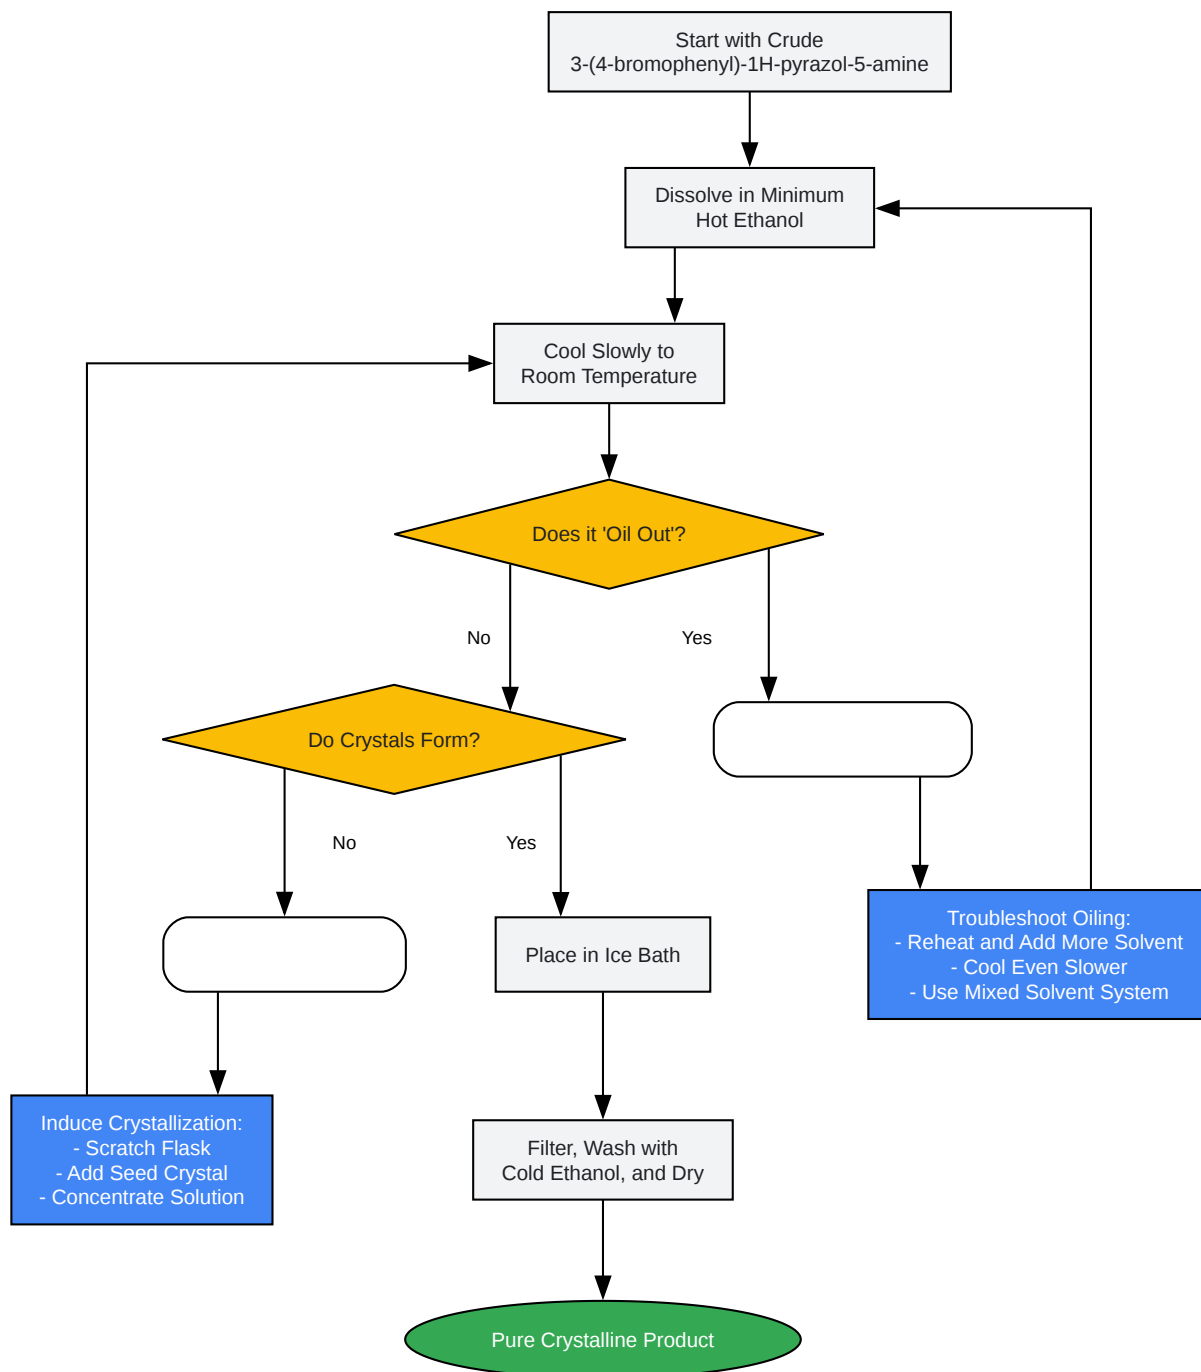 Start with Crude
3-(4-bromophenyl)-1H-pyrazol-5-amine
Dissolve in Minimum
Hot Ethanol
Cool Slowly to
Room Temperature
Does it 'Oil Out'?
No
Yes
Do Crystals Form?
No
Yes
Place in Ice Bath
Troubleshoot Oiling:
- Reheat and Add More Solvent
- Cool Even Slower
- Use Mixed Solvent System
Induce Crystallization:
- Scratch Flask
- Add Seed Crystal
- Concentrate Solution
Filter, Wash with
Cold Ethanol, and Dry
Pure Crystalline Product